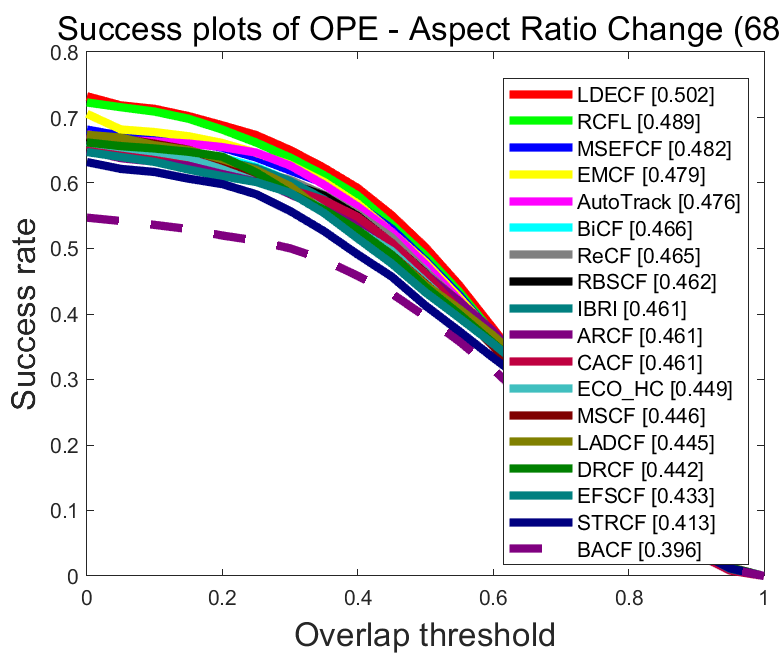 Success plots of OPE - Aspect Ratio Change (68
0.8
0.7
0.6
0.5
0.4
0.3
0.2
0.1
0
Success rate
LDECF [0.502]
RCFL [0.489]
MSEFCF [0.482]
EMCF [0.479]
AutoTrack [0.476]
BiCF [0.466]
ReCF [0.465]
RBSCF [0.462]
IBRI [0.461]
ARCF [0.461]
CACF [0.461]
ECO_HC [0.449]
MSCF [0.446]
LADCF [0.445]
DRCF [0.442]
EFSCF [0.433]
STRCF [0.413]
BACF [0.396]
0 0.2 0.4 0.6 0.8 1
Overlap threshold